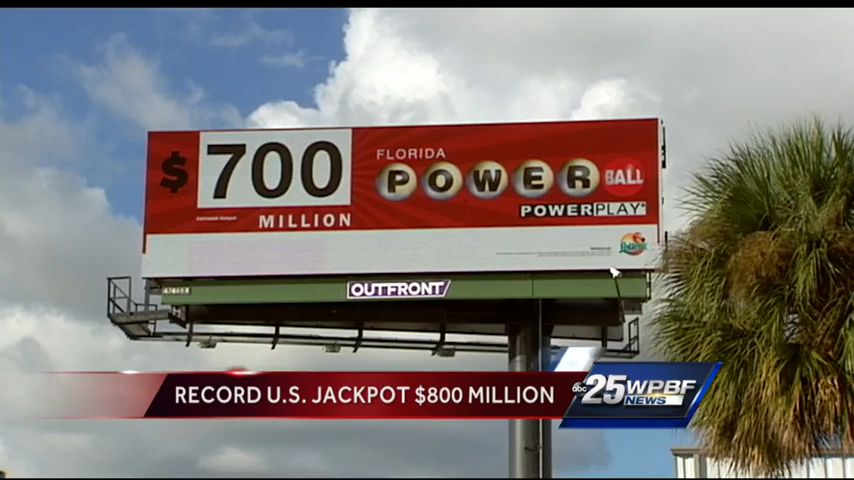 $700
MILLION
FLORIDA
POWERBALL
POWERPLAY
OUTFRONT
RECORD U.S. JACKPOT $800 MILLION
abc 25 WPBF
NEWS